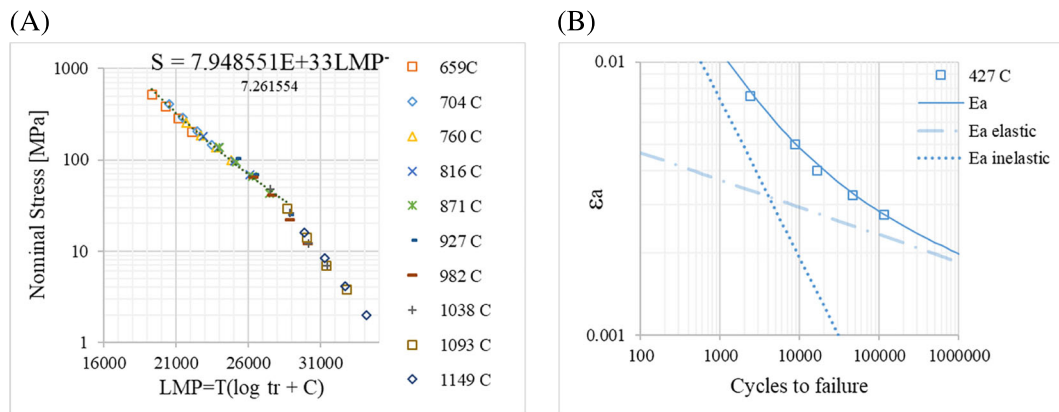 (A)
S = 7.948551E+33LMP-
7.261554
1000
100
10
1
Nominal Stress [MPa]
16000 21000 26000 31000
LMP=T(log tr + C)
659C
704 C
760 C
816 C
871 C
927 C
982 C
1038 C
1093 C
1149 C
(B)
0.01
0.001
εa
100 1000 10000 100000 1000000
Cycles to failure
427 C
Ea
Ea elastic
Ea inelastic